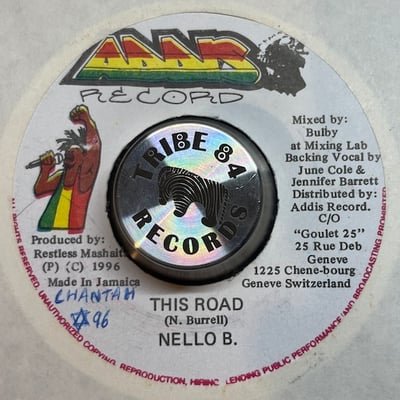 ADDIS
RECORD
Mixed by:
Bulby
at Mixing Lab
Backing Vocal by
June Cole &
Jennifer Barrett
Distributed by:
Addis Record.
C/O
"Goulet 25"
25 Rue Deb
Geneve
1225 Chene-bourg
Geneve Switzerland
TRIBE 84
RECORDS
Produced by:
Restless Mashait
(P) (C) 1996
Made In Jamaica
CHANTAH
96
THIS ROAD
(N. Burrell)
NELLO B.
ALL RIGHTS RESERVED, UNAUTHORIZED COPYING, REPRODUCTION, HIRING, LENDING PUBLIC PERFORMANCE AND BROADCASTING PROHIBITED